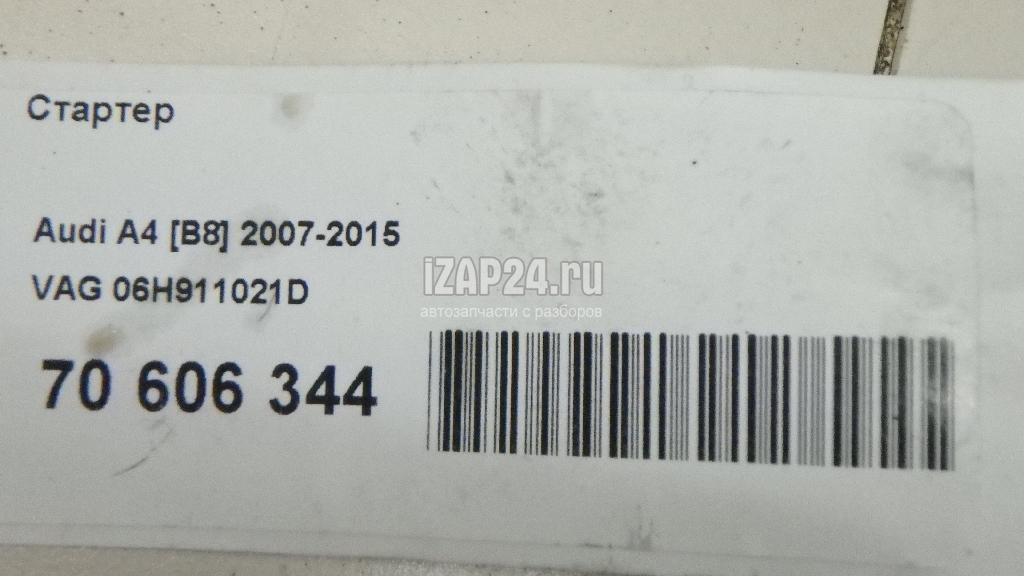 Стартер
Audi A4 [B8] 2007-2015
iZAP24.ru
VAG 06H911021D
автозапчасти с разборов
70 606 344